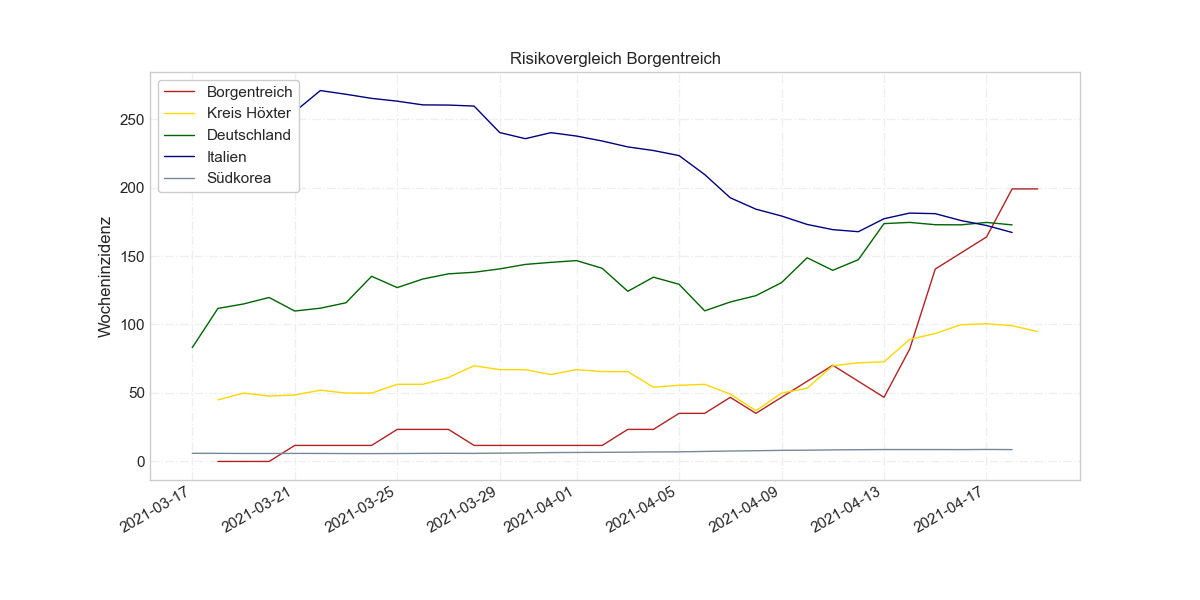 Risikovergleich Borgentreich
Borgentreich
Kreis Höxter
Deutschland
Italien
Südkorea
Wocheninzidenz
250
200
150
100
50
0
2021-03-17
2021-03-21
2021-03-25
2021-03-29
2021-04-01
2021-04-05
2021-04-09
2021-04-13
2021-04-17